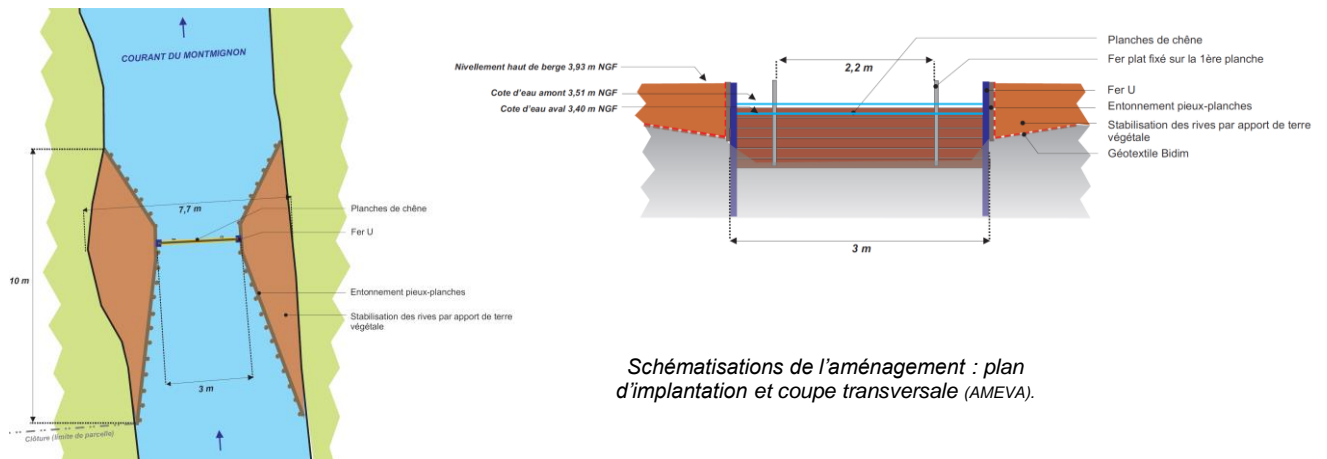 COURANT DU MONTMIGNON
7,7 m
Planches de chêne
Fer U
10 m
Entonnement pieux-planches
Stabilisation des rives par apport de terre
végétale
3 m
Clôture (limite de parcelle)
Planches de chêne
2,2 m
Fer plat fixé sur la 1ère planche
Nivellement haut de berge 3,93 m NGF
Cote d'eau amont 3,51 m NGF
Cote d'eau aval 3,40 m NGF
Fer U
Entonnement pieux-planches
Stabilisation des rives par apport de terre
végétale
Géotextile Bidim
3 m
Schématisations de l'aménagement : plan
d'implantation et coupe transversale (AMEVA).